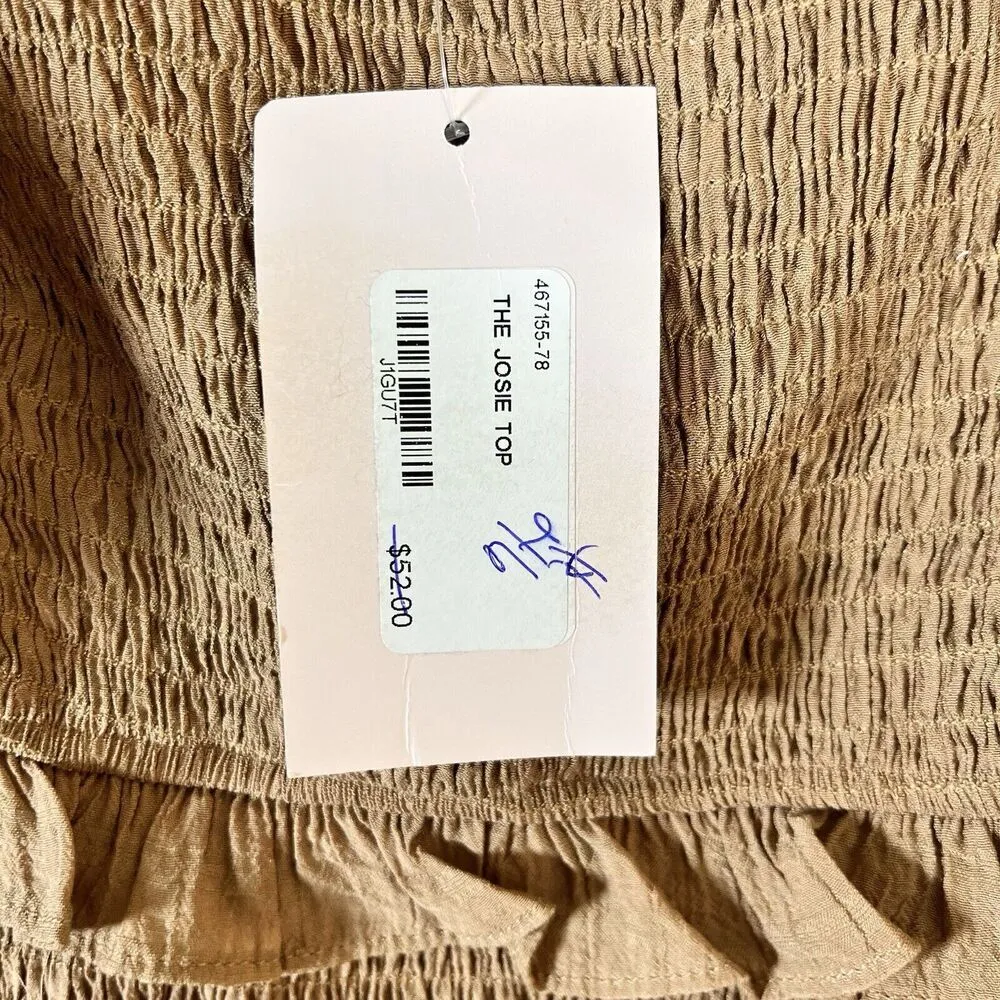 467155-78
THE JOSIE TOP
J1GU7T
$52.00